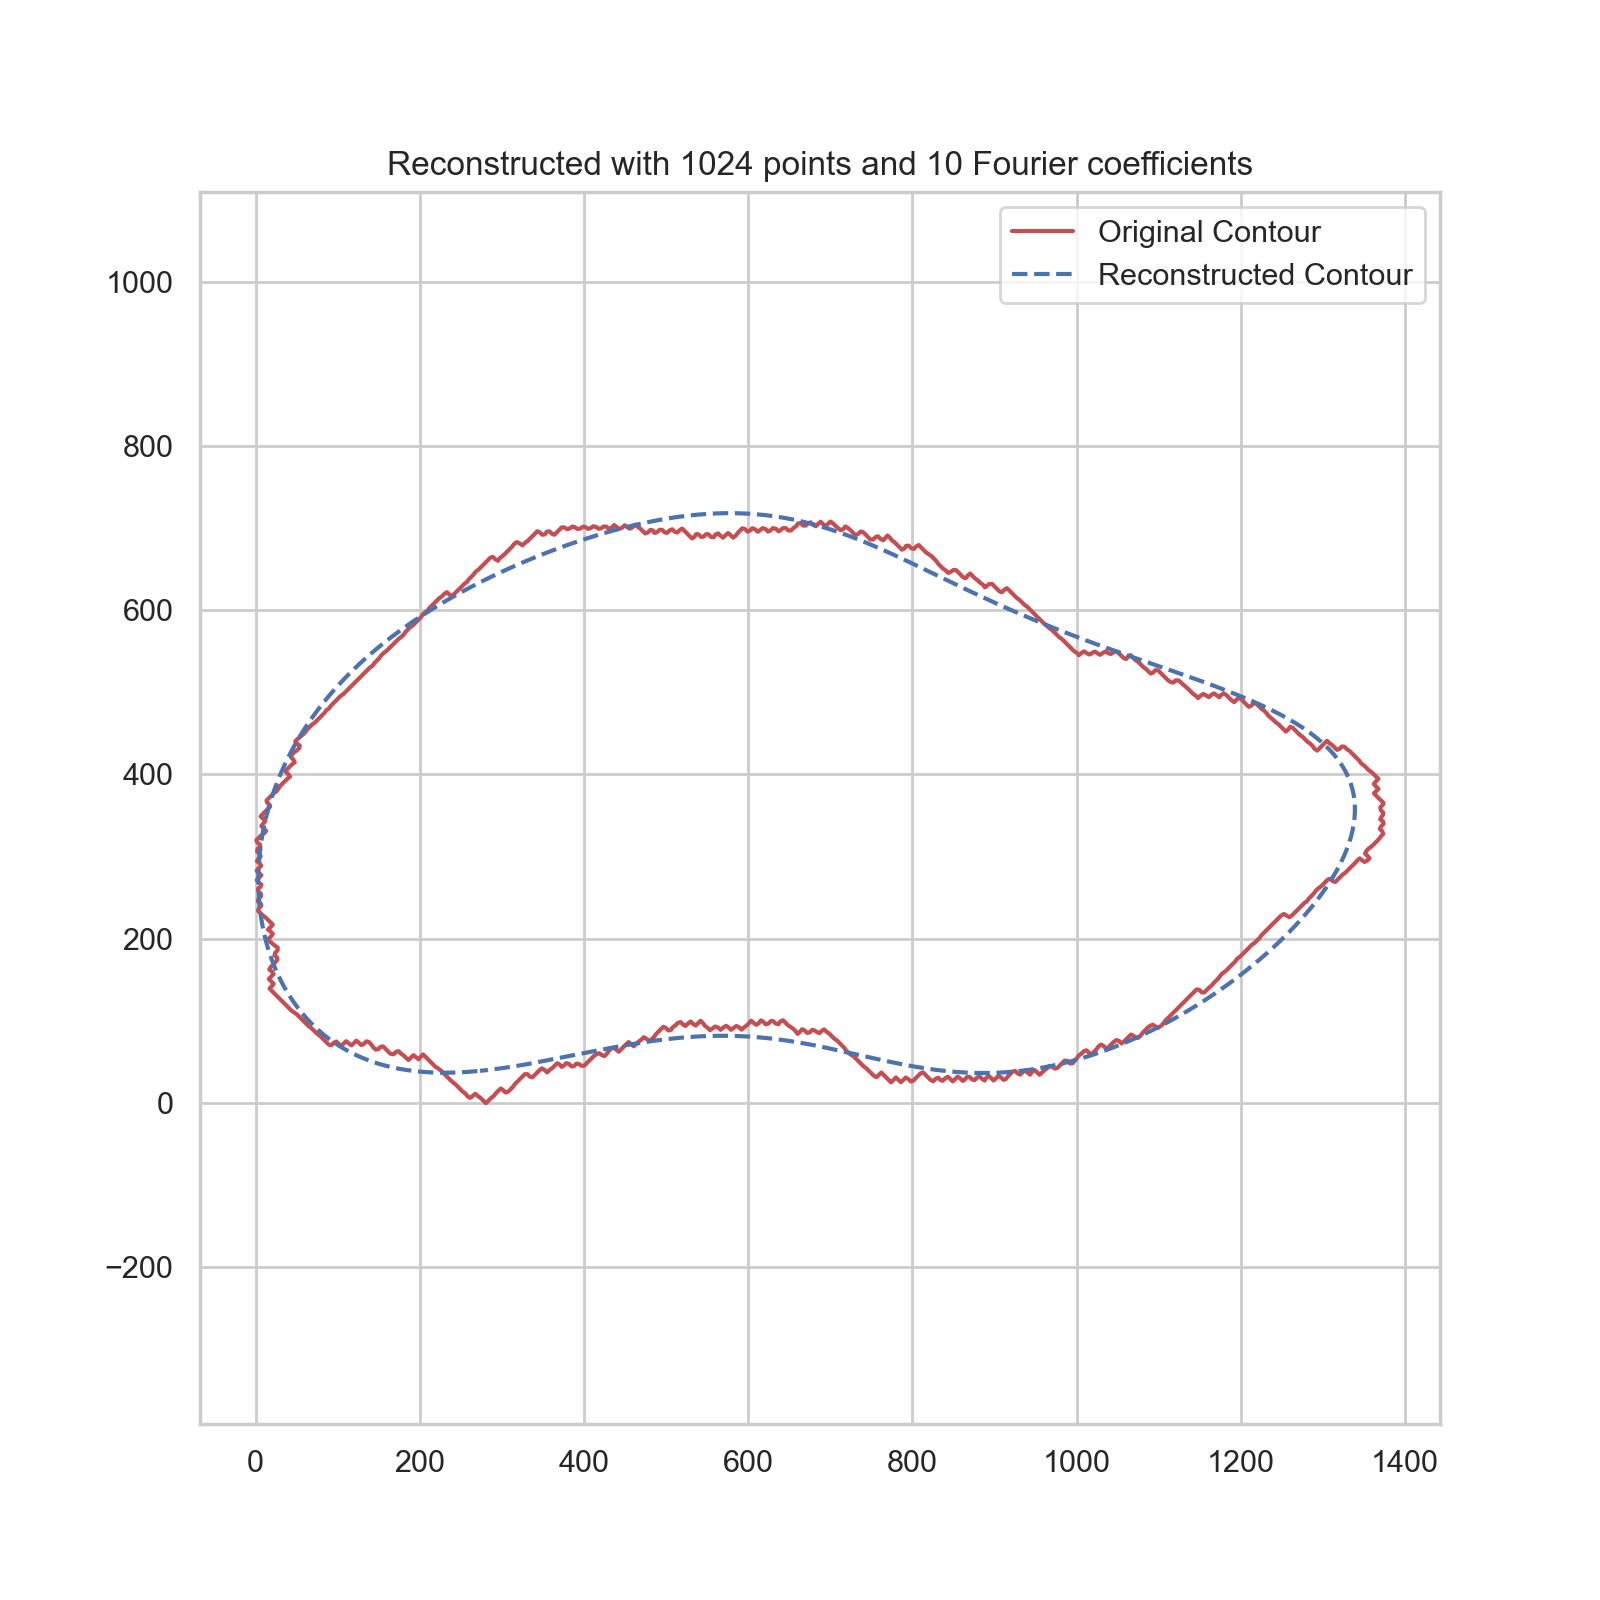 Reconstructed with 1024 points and 10 Fourier coefficients
Original Contour
Reconstructed Contour
1000
800
600
400
200
0
−200
0 200 400 600 800 1000 1200 1400